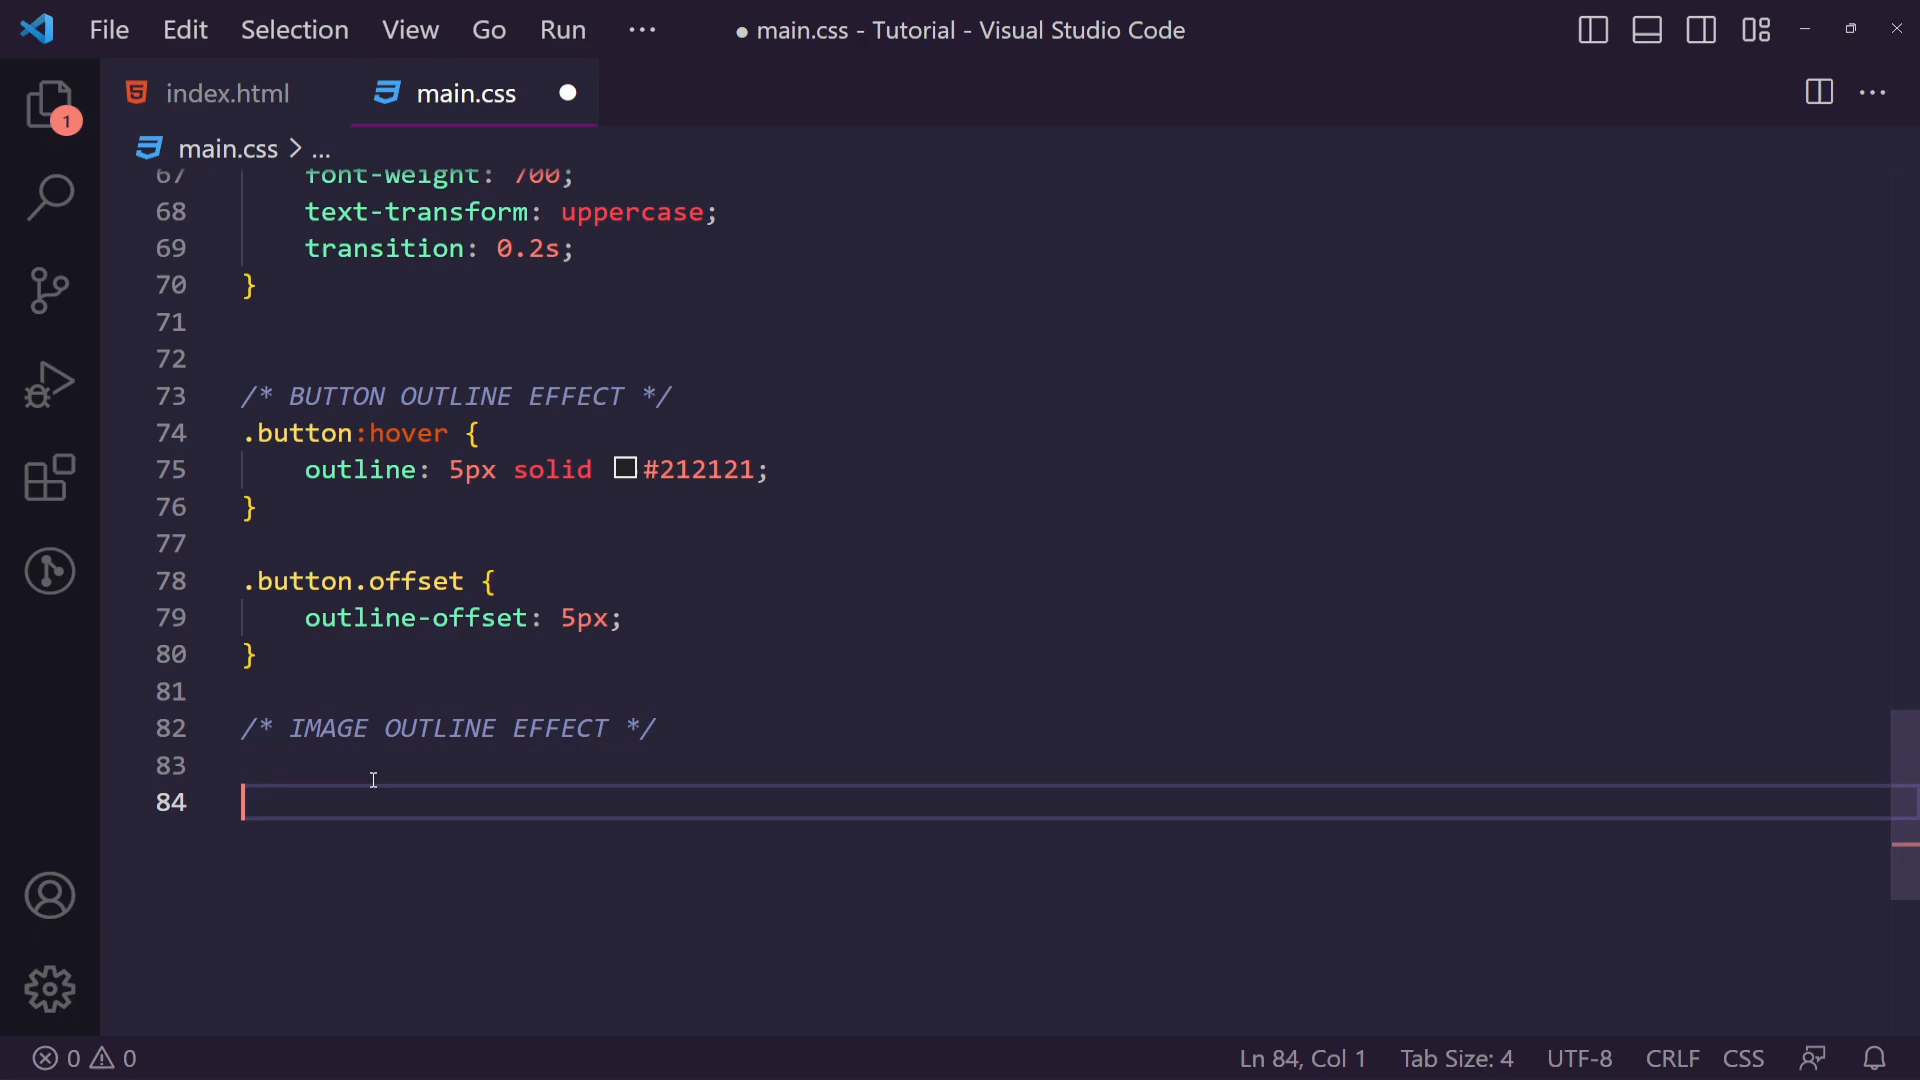 File Edit Selection View Go Run ··· ● main.css - Tutorial - Visual Studio Code
index.html main.css
1
main.css > ...
67 font-weight: 700;
68 text-transform: uppercase;
69 transition: 0.2s;
70 }
71
72
73 /* BUTTON OUTLINE EFFECT */
74 .button:hover {
75 outline: 5px solid #212121;
76 }
77
78 .button.offset {
79 outline-offset: 5px;
80 }
81
82 /* IMAGE OUTLINE EFFECT */
83
84
0 0 Ln 84, Col 1 Tab Size: 4 UTF-8 CRLF CSS